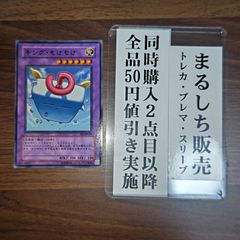 キング・もけもけ
まるしち販売
トレカ・プレマ・スリーブ
同時購入2点目以降
全品50円値引き実施